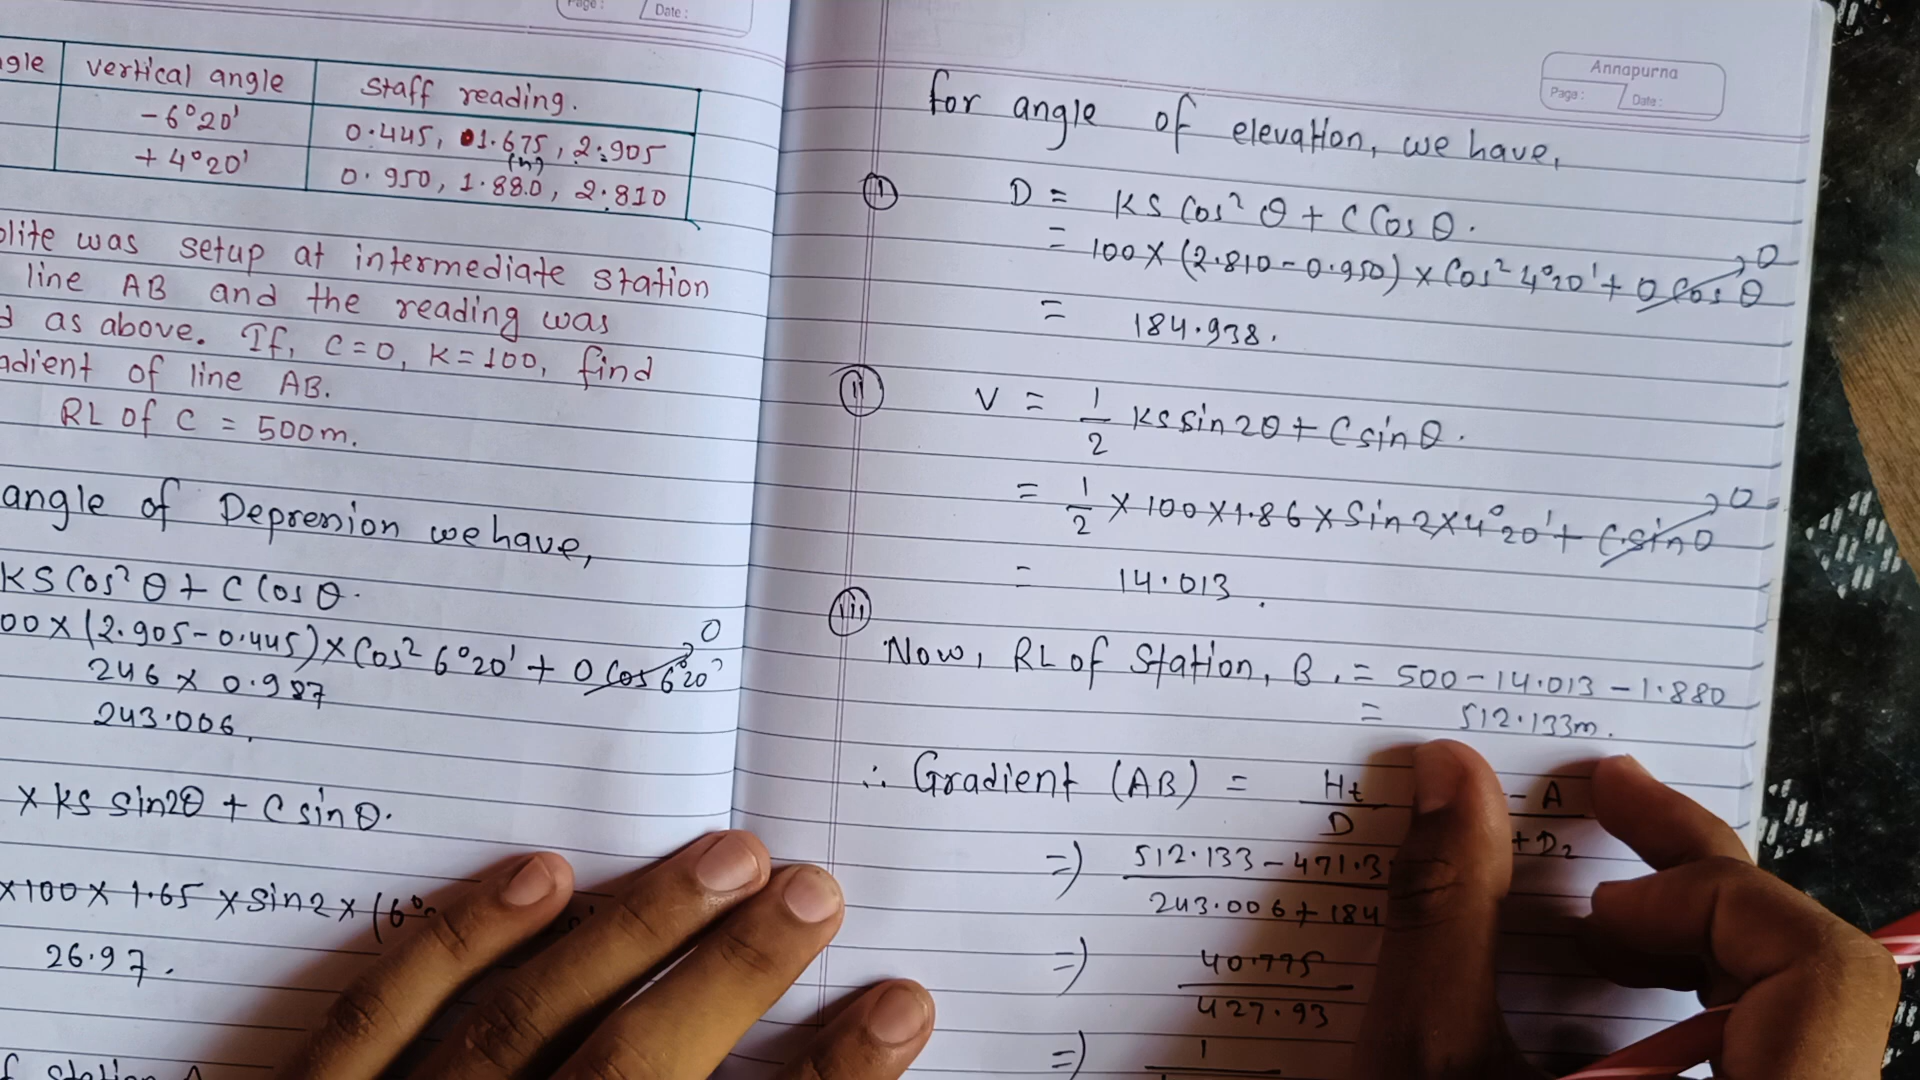 Page: Date:
gle vertical angle Staff reading.
-6°20' 0.445, 1.675, 2.905
(h)
+4°20' 0.950, 1.880, 2.810
olite was setup at intermediate station
line AB and the reading was
d as above. If, C=0, K=100, find
adient of line AB.
RL of C = 500m.
angle of Depression we have,
KS Cos² θ + C Cos θ.
00 × (2.905-0.445) × Cos² 6°20' + 0 Cos 6°20' 0
246 × 0.987
243.006.
× KS sin2θ + C sinθ.
×100 × 1.65 × sin2 × (6°
26.97.
f station A
Annapurna
Page: Date:
for angle of elevation, we have,
(i) D = KS Cos² θ + C Cos θ.
= 100 × (2.810-0.950) × Cos² 4°20' + 0 Cos θ 0
= 184.938.
(ii) V = 1/2 KS sin 2θ + C sin θ.
= 1/2 × 100 × 1.86 × Sin 2 × 4°20' + C sin θ 0
= 14.013.
(iii)
Now, RL of Station, B, = 500-14.013-1.880
= 512.133m.
∴ Gradient (AB) = Ht/D - A / + D2
=) 512.133-471.3 / 243.006+184
=) 40.775 / 427.93
=) 1